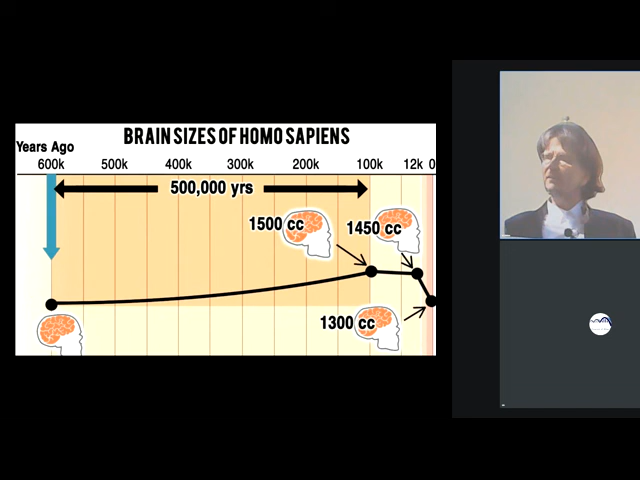 BRAIN SIZES OF HOMO SAPIENS
Years Ago
600k 500k 400k 300k 200k 100k 12k 0
500,000 yrs
1500 cc
1450 cc
1300 cc